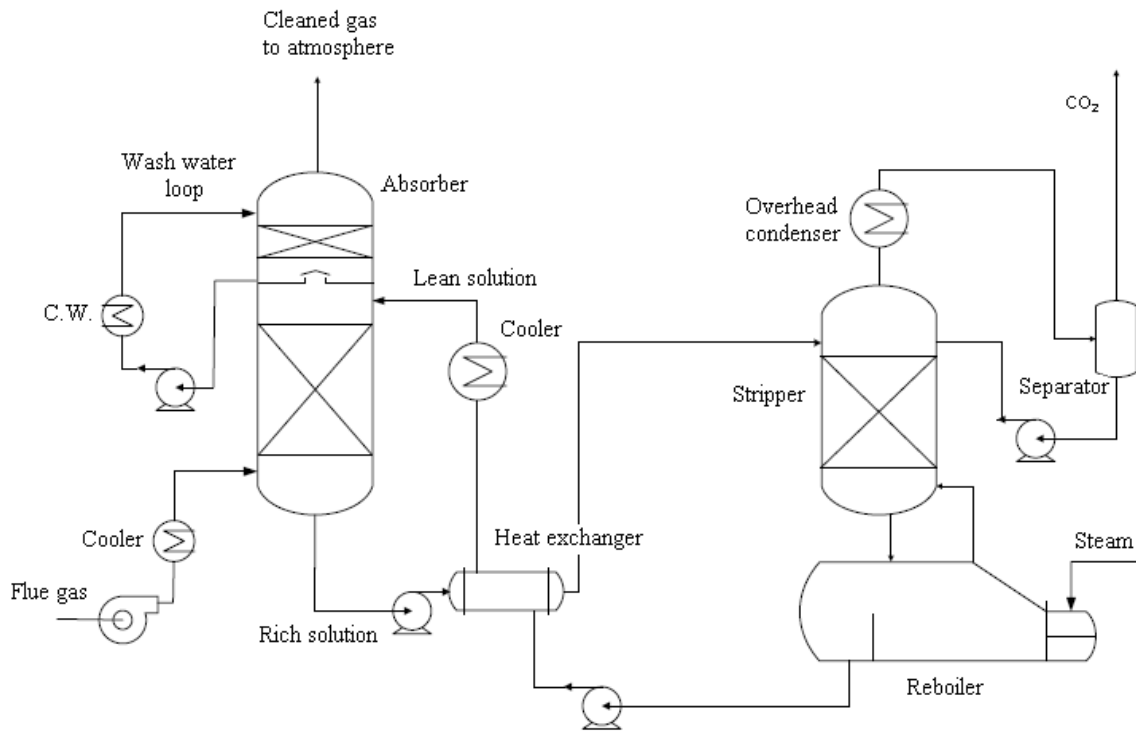 Cleaned gas
to atmosphere
CO₂
Wash water
loop
Absorber
Overhead
condenser
Lean solution
C.W.
Cooler
Stripper
Separator
Cooler
Heat exchanger
Steam
Flue gas
Rich solution
Reboiler